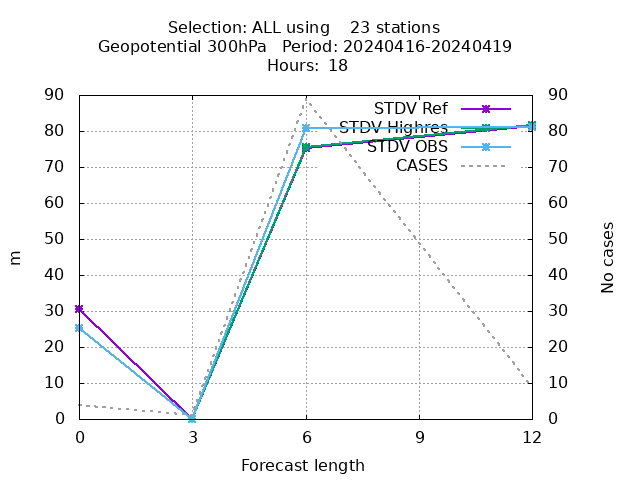 Selection: ALL using    23 stations
Geopotential 300hPa   Period: 20240416-20240419
Hours:  18
90 90
STDV Ref
80 STDV Highres 80
STDV OBS
70 CASES 70
60 60
50 50
m No cases
40 40
30 30
20 20
10 10
0 0
0 3 6 9 12
Forecast length